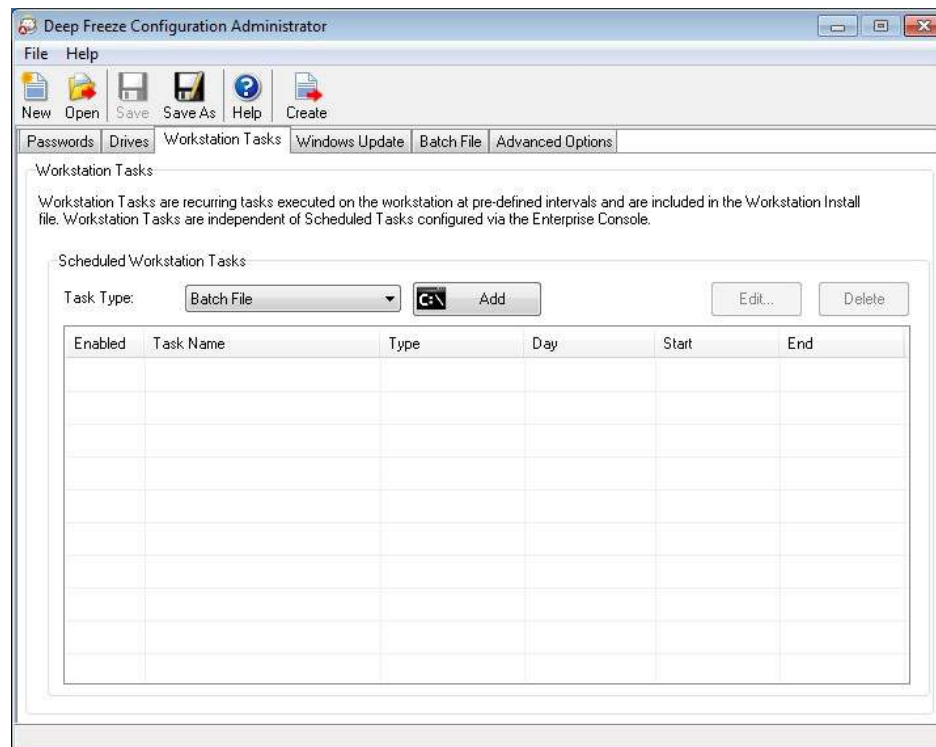 Deep Freeze Configuration Administrator
File Help
New Open Save Save As Help Create
Passwords Drives Workstation Tasks Windows Update Batch File Advanced Options
Workstation Tasks
Workstation Tasks are recurring tasks executed on the workstation at pre-defined intervals and are included in the Workstation Install
file. Workstation Tasks are independent of Scheduled Tasks configured via the Enterprise Console.
Scheduled Workstation Tasks
Task Type: Batch File C:\ Add Edit... Delete
Enabled Task Name Type Day Start End